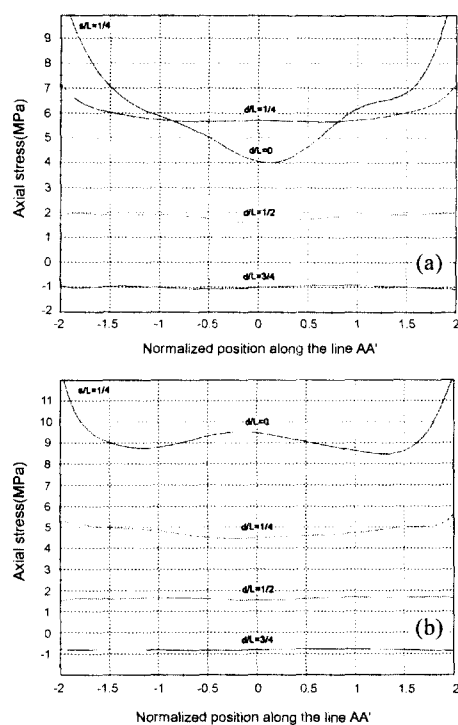 9
8
7
6
5
4
3
2
1
0
-1
-2
Axial stress(MPa)
a/L=1/4
d/L=1/4
d/L=0
d/L=1/2
d/L=3/4
(a)
-2 -1.5 -1 -0.5 0 0.5 1 1.5 2
Normalized position along the line AA'
11
10
9
8
7
6
5
4
3
2
1
0
-1
Axial stress(MPa)
a/L=1/4
d/L=0
d/L=1/4
d/L=1/2
d/L=3/4
(b)
-2 -1.5 -1 -0.5 0 0.5 1 1.5 2
Normalized position along the line AA'